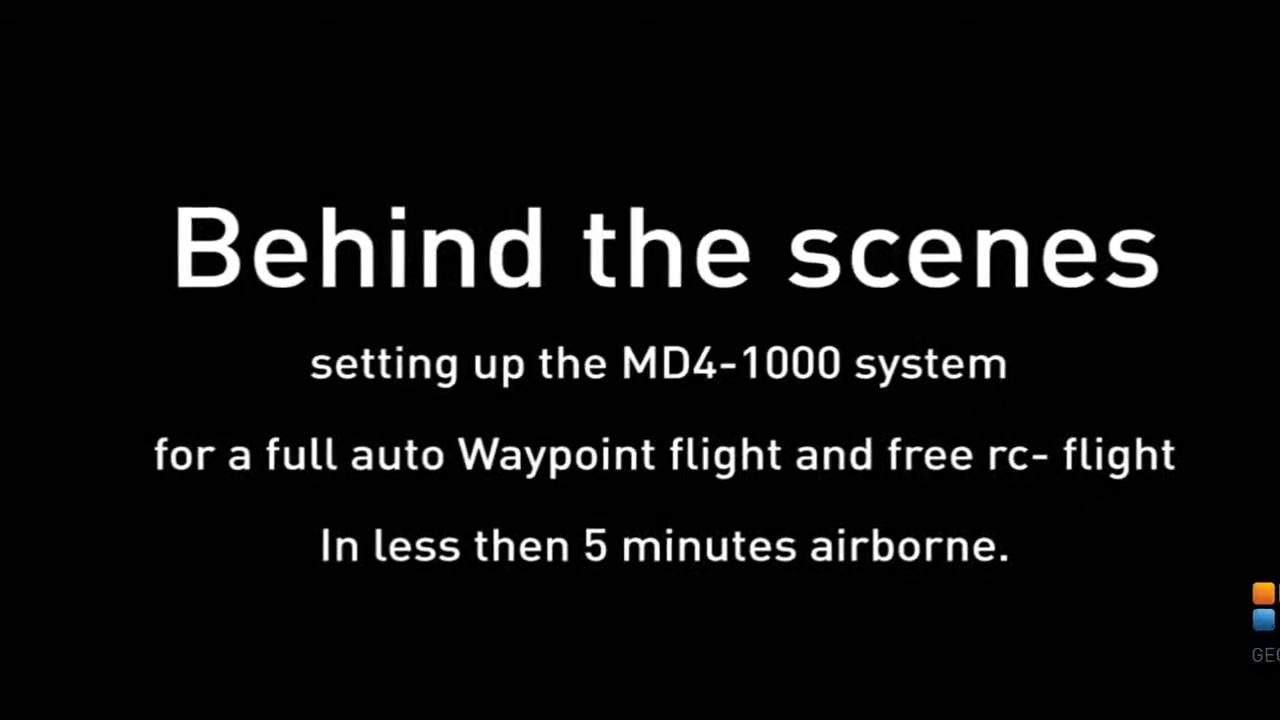 Behind the scenes
setting up the MD4-1000 system
for a full auto Waypoint flight and free rc- flight
In less then 5 minutes airborne.